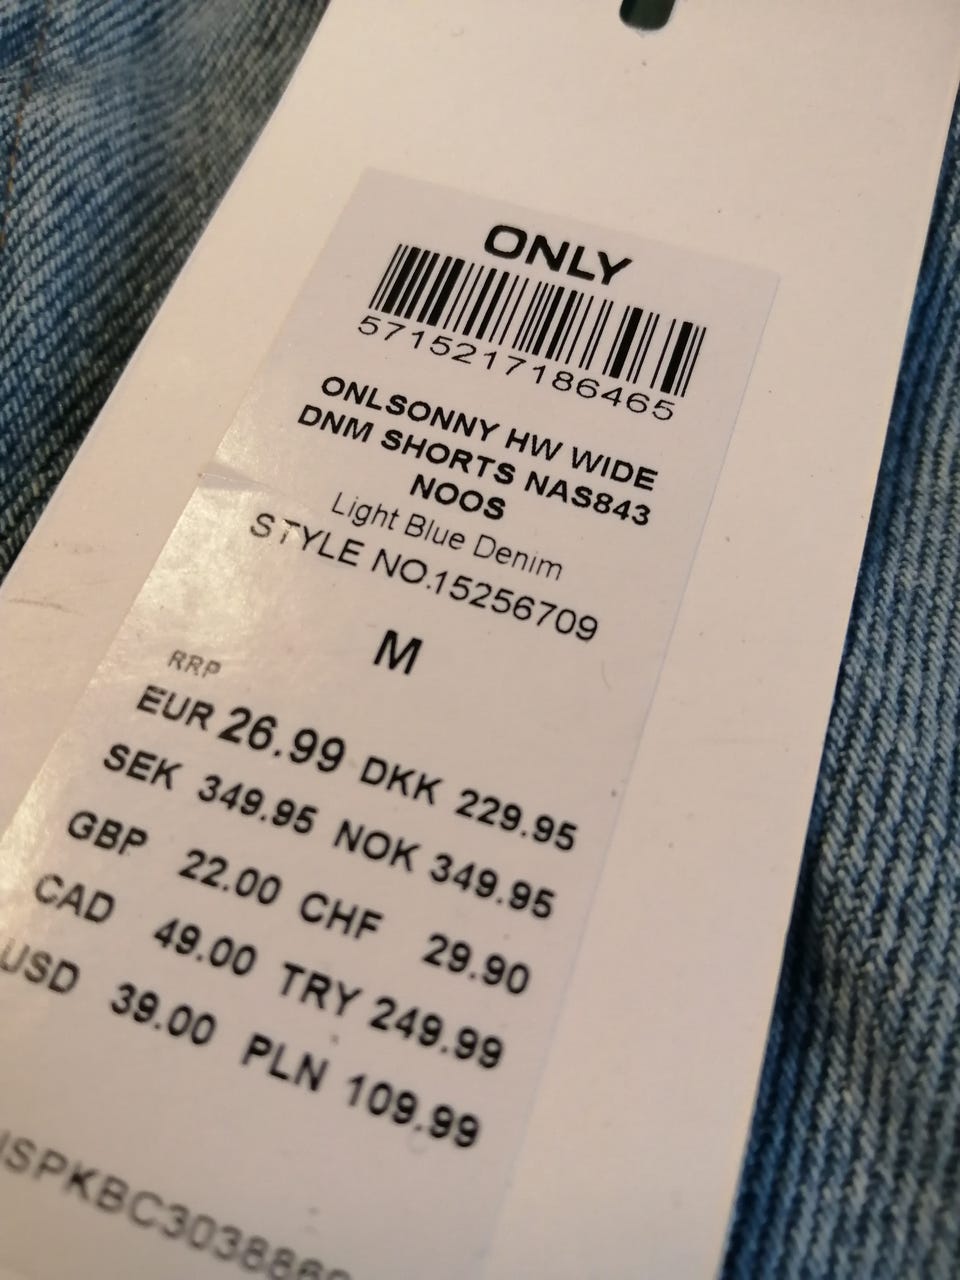 ONLY
5715217186465
ONLSONNY HW WIDE
DNM SHORTS NAS843
NOOS
Light Blue Denim
STYLE NO.15256709
M
RRP
EUR 26.99 DKK 229.95
SEK 349.95 NOK 349.95
GBP 22.00 CHF 29.90
CAD 49.00 TRY 249.99
USD 39.00 PLN 109.99